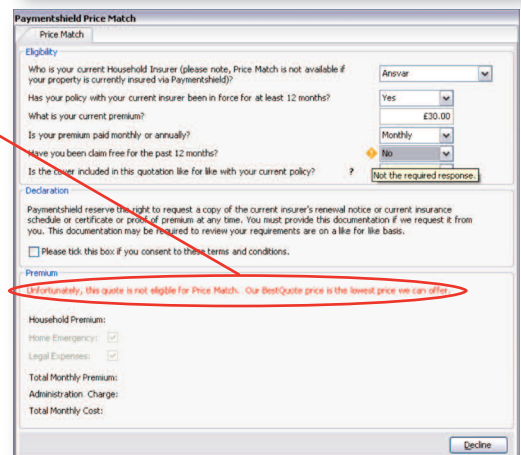 Paymentshield Price Match
Price Match
Eligibility
Who is your current Household Insurer (please note, Price Match is not available if
your property is currently insured via Paymentshield)?
Ansvar
Has your policy with your current insurer been in force for at least 12 months?
Yes
What is your current premium?
£30.00
Is your premium paid monthly or annually?
Monthly
Have you been claim free for the past 12 months?
No
Is the cover included in this quotation like for like with your current policy?
?
Not the required response.
Declaration
Paymentshield reserve the right to request a copy of the current insurer's renewal notice or current insurance
schedule or certificate or proof of premium at any time. You must provide this documentation if we request it from
you. This documentation may be required to review your requirements are on a like for like basis.
Please tick this box if you consent to these terms and conditions.
Premium
Unfortunately, this quote is not eligible for Price Match. Our BestQuote price is the lowest price we can offer.
Household Premium:
Home Emergency:
Legal Expenses:
Total Monthly Premium:
Administration Charge:
Total Monthly Cost:
Decline